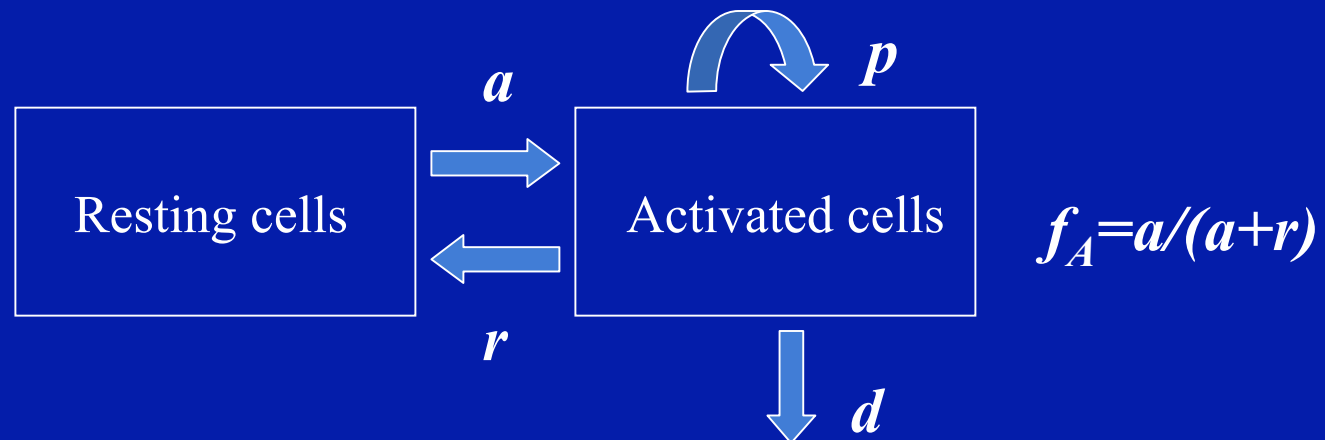 p
a
Resting cells
Activated cells
f_A=a/(a+r)
r
d